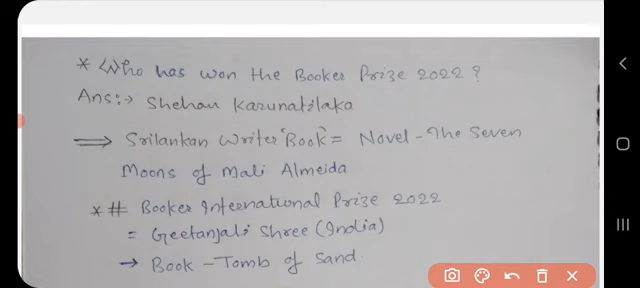 * Who has won the Booker Prize 2022 ?
Ans:→ Shehan Karunatilaka
⟹ Srilankan Writer "Book" = Novel - The Seven
Moons of Mali Almeida
* # Booker International Prize 2022
= Geetanjali Shree (India)
→ Book - Tomb of Sand